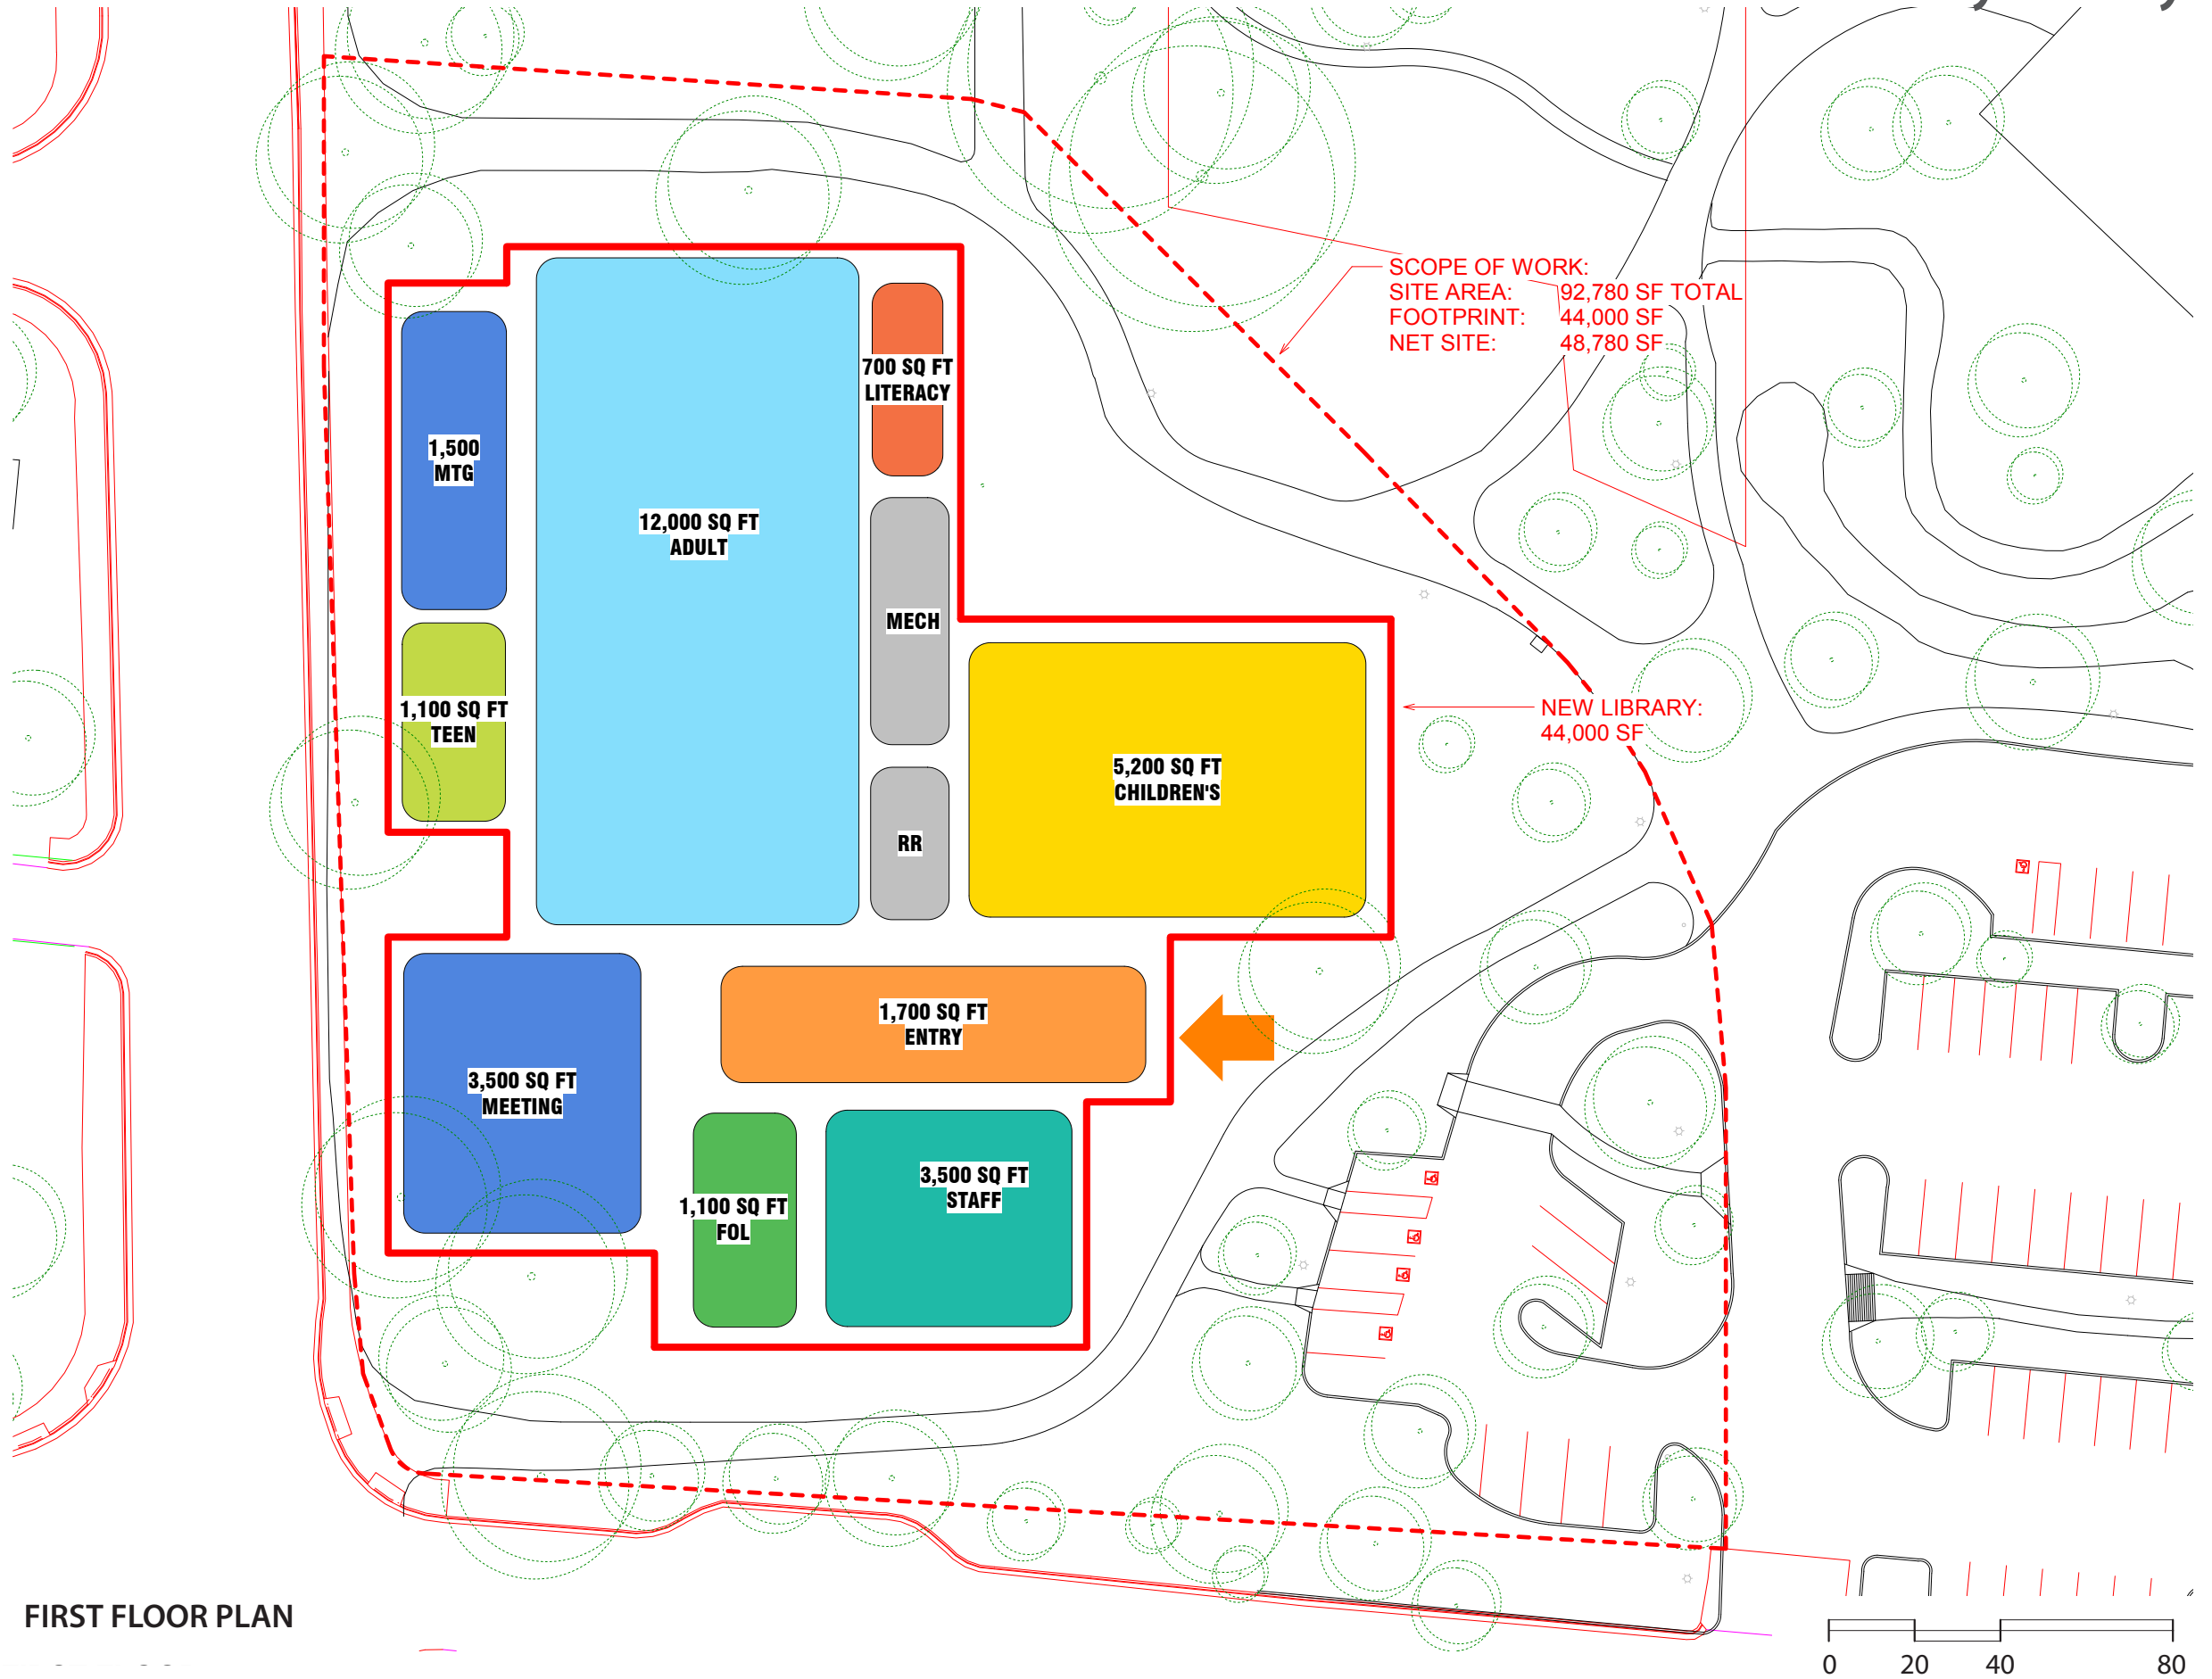 SCOPE OF WORK:
SITE AREA: 92,780 SF TOTAL
FOOTPRINT: 44,000 SF
NET SITE: 48,780 SF
700 SQ FT
LITERACY
1,500
MTG
12,000 SQ FT
ADULT
MECH
1,100 SQ FT
TEEN
NEW LIBRARY:
44,000 SF
5,200 SQ FT
CHILDREN'S
RR
1,700 SQ FT
ENTRY
3,500 SQ FT
MEETING
3,500 SQ FT
STAFF
1,100 SQ FT
FOL
FIRST FLOOR PLAN
0 20 40 80